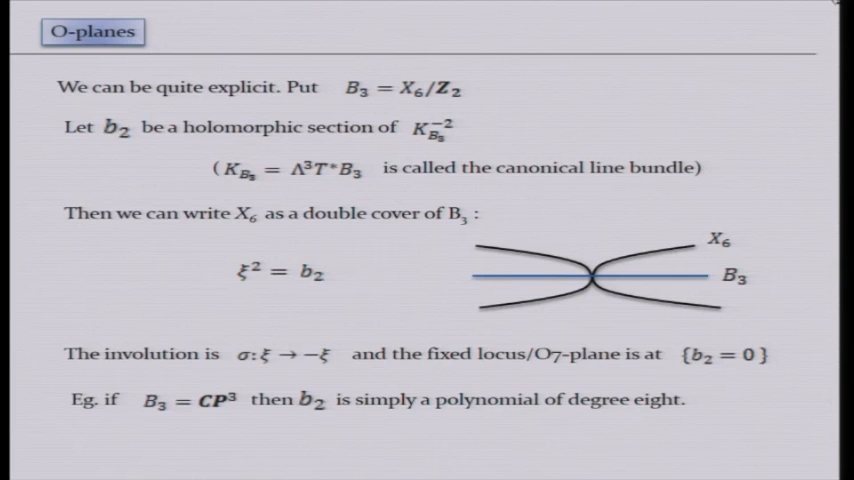 O-planes
We can be quite explicit. Put B₃ = X₆/Z₂
Let b₂ be a holomorphic section of K_{B₃}^{-2}
( K_{B₃} = Λ³T*B₃ is called the canonical line bundle)
Then we can write X₆ as a double cover of B₃ :
X₆
ξ² = b₂
B₃
The involution is σ: ξ → −ξ and the fixed locus/O7-plane is at {b₂ = 0 }
Eg. if B₃ = CP³ then b₂ is simply a polynomial of degree eight.